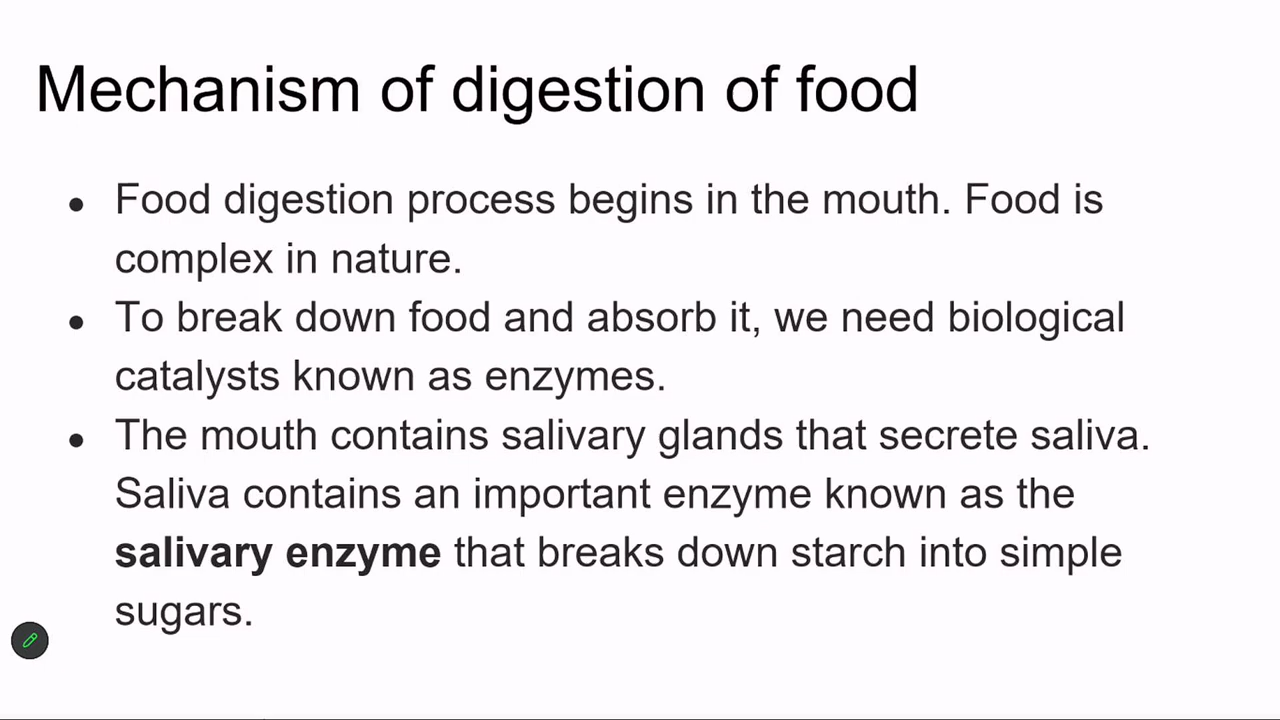 Mechanism of digestion of food
● Food digestion process begins in the mouth. Food is
complex in nature.
● To break down food and absorb it, we need biological
catalysts known as enzymes.
● The mouth contains salivary glands that secrete saliva.
Saliva contains an important enzyme known as the
salivary enzyme that breaks down starch into simple
sugars.